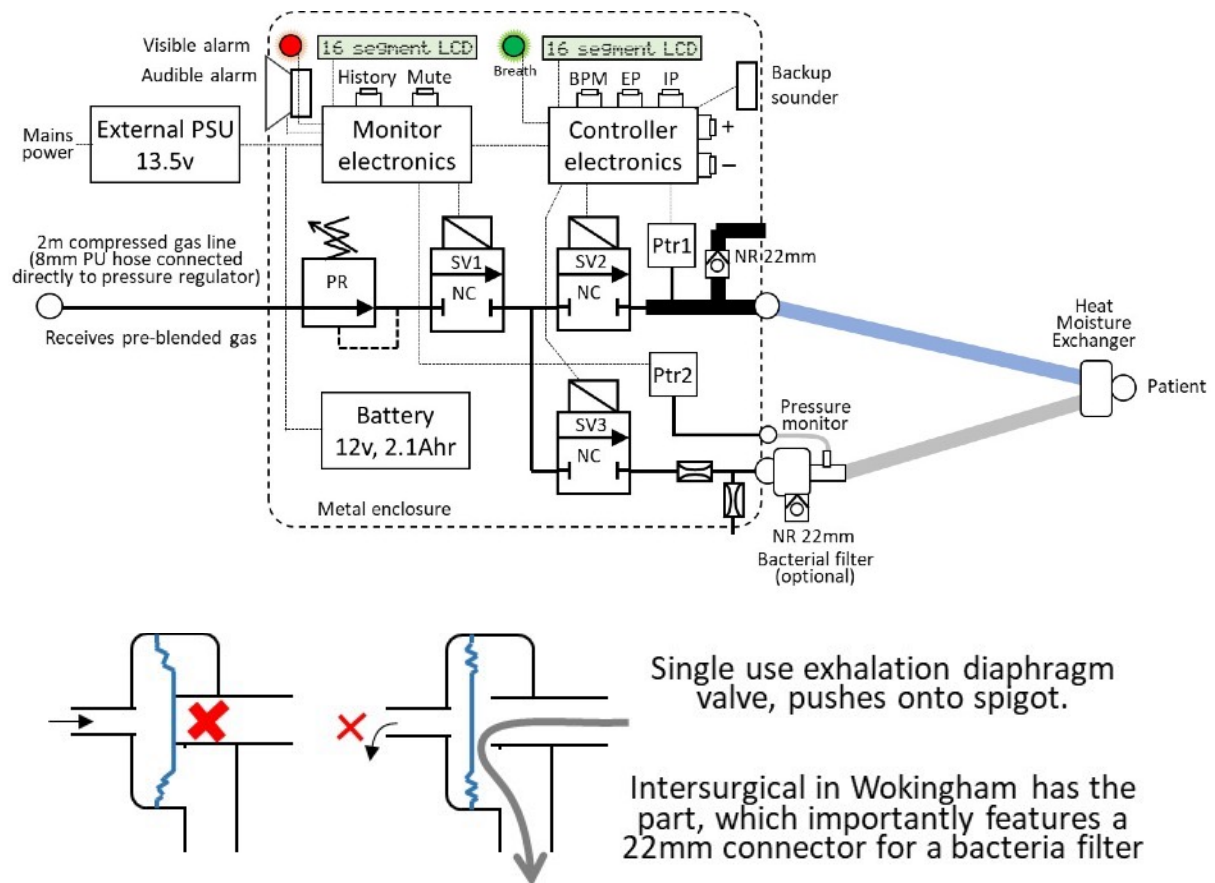 Visible alarm
16 segment LCD
16 segment LCD
Audible alarm
Breath
History
Mute
BPM
EP
IP
Backup
sounder
Mains
power
External PSU
13.5v
Monitor
electronics
Controller
electronics
+
–
2m compressed gas line
(8mm PU hose connected
directly to pressure regulator)
Receives pre-blended gas
PR
SV1
NC
SV2
NC
Ptr1
NR 22mm
Heat
Moisture
Exchanger
Patient
Ptr2
Battery
12v, 2.1Ahr
SV3
NC
Pressure
monitor
Metal enclosure
NR 22mm
Bacterial filter
(optional)
Single use exhalation diaphragm
valve, pushes onto spigot.
Intersurgical in Wokingham has the
part, which importantly features a
22mm connector for a bacteria filter